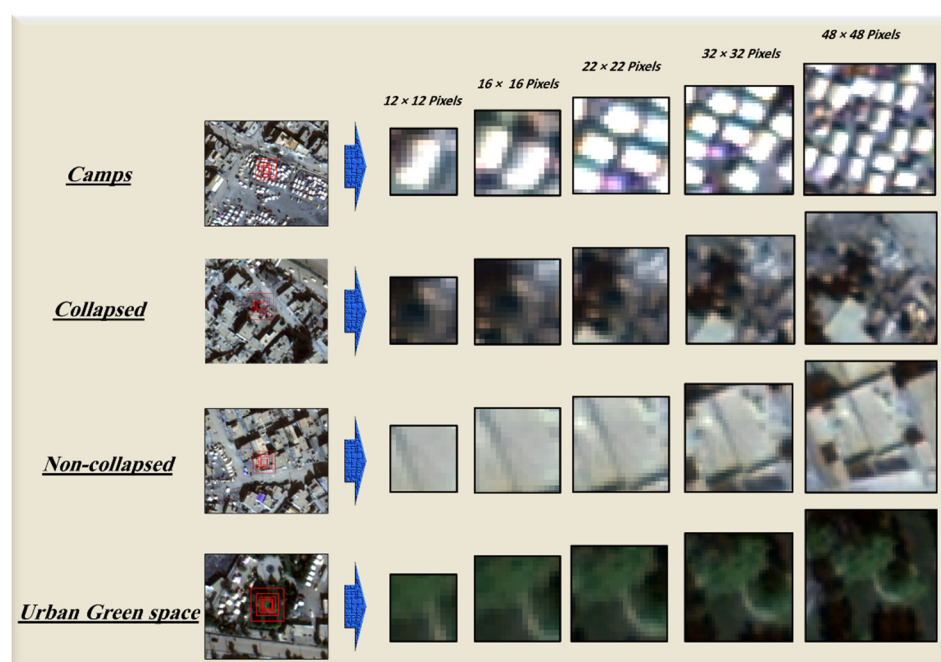 48 × 48 Pixels
32 × 32 Pixels
22 × 22 Pixels
16 × 16 Pixels
12 × 12 Pixels
Camps
Collapsed
Non-collapsed
Urban Green space